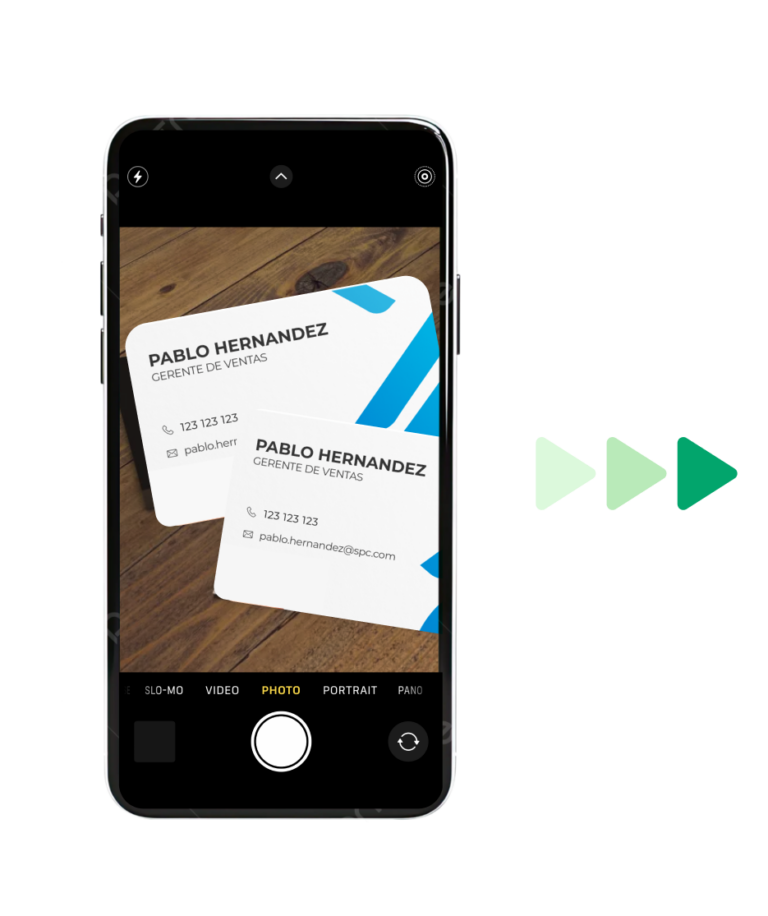 PABLO HERNANDEZ
GERENTE DE VENTAS
123 123 123
pablo.herr
PABLO HERNANDEZ
GERENTE DE VENTAS
123 123 123
pablo.hernandez@spc.com
SLO-MO VIDEO PHOTO PORTRAIT PANO